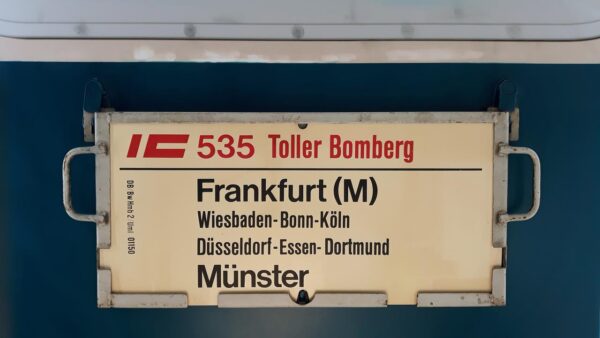 IC 535 Toller Bomberg
Frankfurt (M)
Wiesbaden-Bonn-Köln
Düsseldorf-Essen-Dortmund
Münster